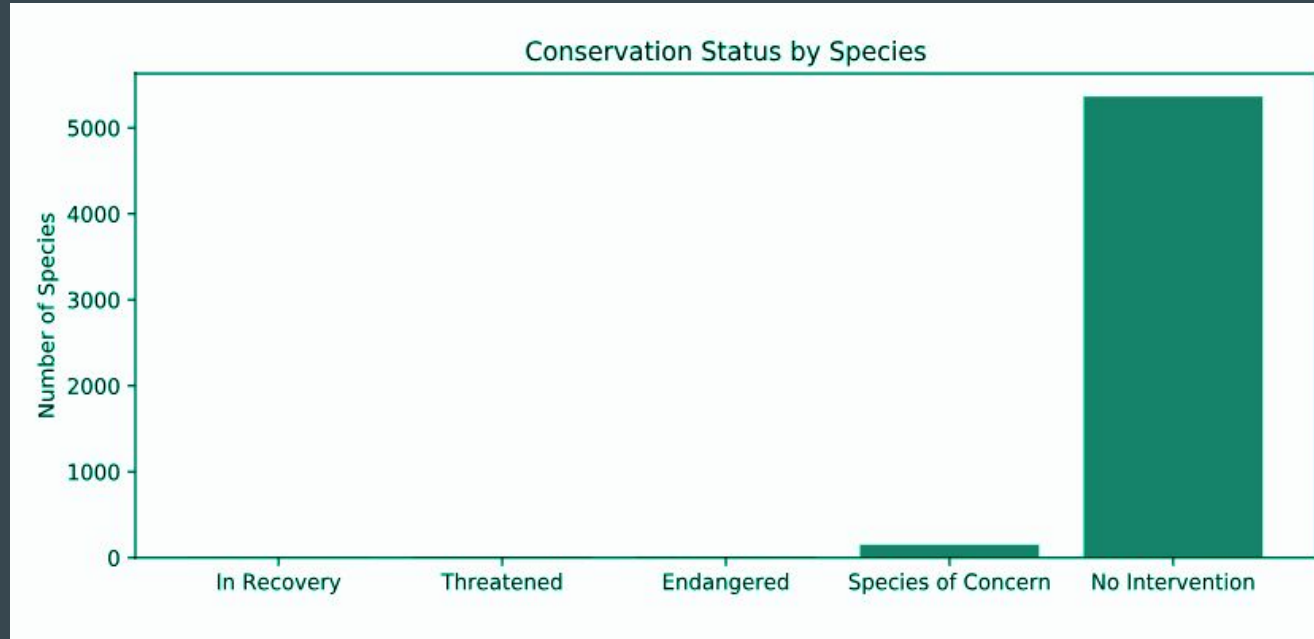 Conservation Status by Species
Number of Species
5000
4000
3000
2000
1000
0
In Recovery Threatened Endangered Species of Concern No Intervention